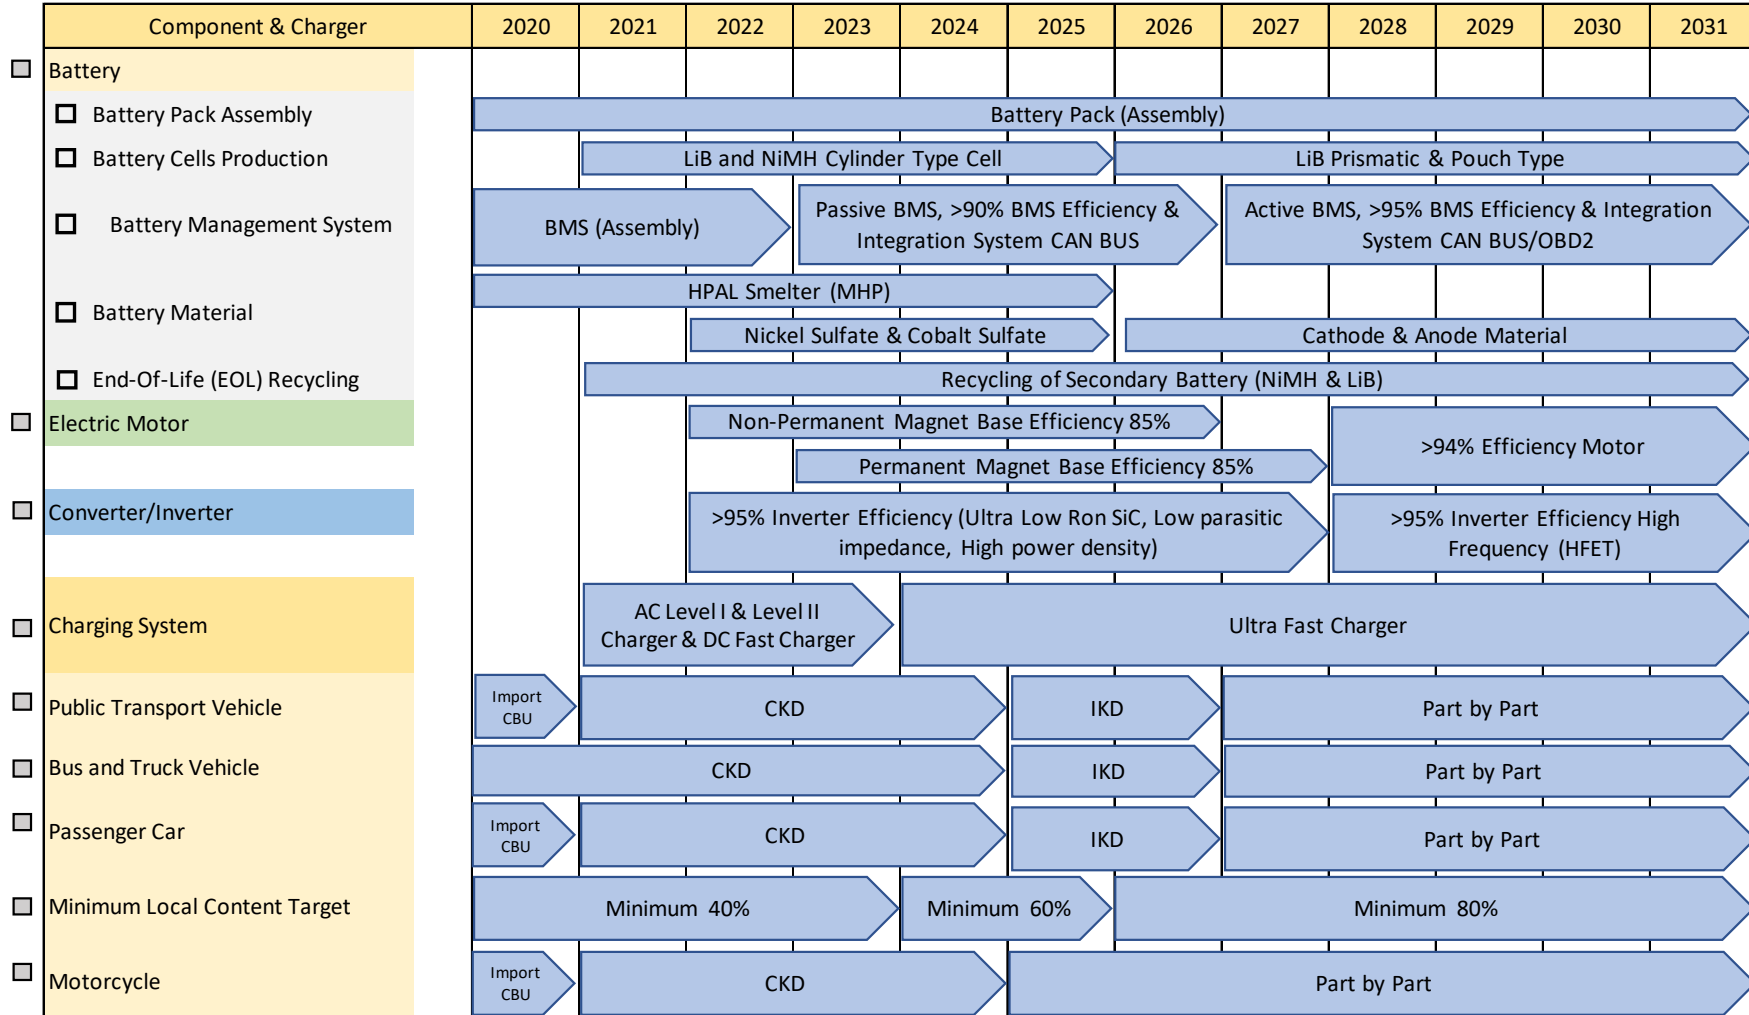 Component & Charger 2020 2021 2022 2023 2024 2025 2026 2027 2028 2029 2030 2031
Battery
Battery Pack Assembly
Battery Pack (Assembly)
Battery Cells Production
LiB and NiMH Cylinder Type Cell
LiB Prismatic & Pouch Type
Battery Management System
BMS (Assembly)
Passive BMS, >90% BMS Efficiency &
Integration System CAN BUS
Active BMS, >95% BMS Efficiency & Integration
System CAN BUS/OBD2
Battery Material
HPAL Smelter (MHP)
Nickel Sulfate & Cobalt Sulfate
Cathode & Anode Material
End-Of-Life (EOL) Recycling
Recycling of Secondary Battery (NiMH & LiB)
Electric Motor
Non-Permanent Magnet Base Efficiency 85%
Permanent Magnet Base Efficiency 85%
>94% Efficiency Motor
Converter/Inverter
>95% Inverter Efficiency (Ultra Low Ron SiC, Low parasitic
impedance, High power density)
>95% Inverter Efficiency High
Frequency (HFET)
Charging System
AC Level I & Level II
Charger & DC Fast Charger
Ultra Fast Charger
Public Transport Vehicle
Import
CBU
CKD
IKD
Part by Part
Bus and Truck Vehicle
CKD
IKD
Part by Part
Passenger Car
Import
CBU
CKD
IKD
Part by Part
Minimum Local Content Target
Minimum 40%
Minimum 60%
Minimum 80%
Motorcycle
Import
CBU
CKD
Part by Part